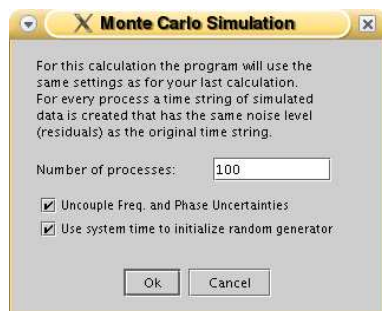 Monte Carlo Simulation
For this calculation the program will use the
same settings as for your last calculation.
For every process a time string of simulated
data is created that has the same noise level
(residuals) as the original time string.
Number of processes: 100
Uncouple Freq. and Phase Uncertainties
Use system time to initialize random generator
Ok Cancel